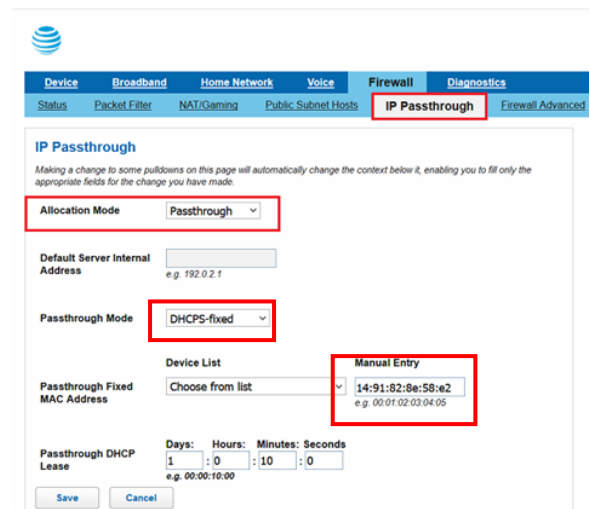 Device Broadband Home Network Voice Firewall Diagnostics
Status Packet Filter NAT/Gaming Public Subnet Hosts IP Passthrough Firewall Advanced
IP Passthrough
Making a change to some pulldowns on this page will automatically change the context below it, enabling you to fill only the
appropriate fields for the change you have made.
Allocation Mode Passthrough
Default Server Internal
Address
e.g. 192.0.2.1
Passthrough Mode DHCPS-fixed
Device List Manual Entry
Passthrough Fixed
MAC Address
Choose from list 14:91:82:8e:58:e2
e.g. 00:01:02:03:04:05
Days: Hours: Minutes: Seconds
Passthrough DHCP
Lease
1 : 0 : 10 : 0
e.g. 00:00:10:00
Save Cancel